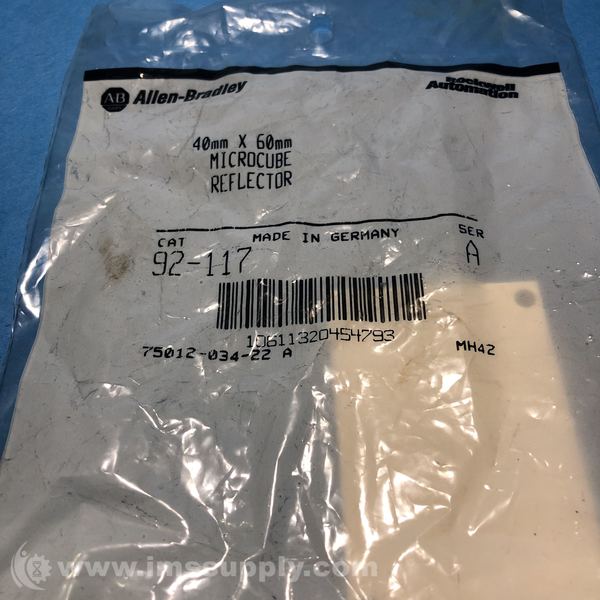 AB Allen-Bradley
Rockwell
Automation
40mm X 60mm
MICROCUBE
REFLECTOR
MADE IN GERMANY
CAT
SER
92-117
A
10611320454793
75012-034-22 A
MH42
www.imssupply.com